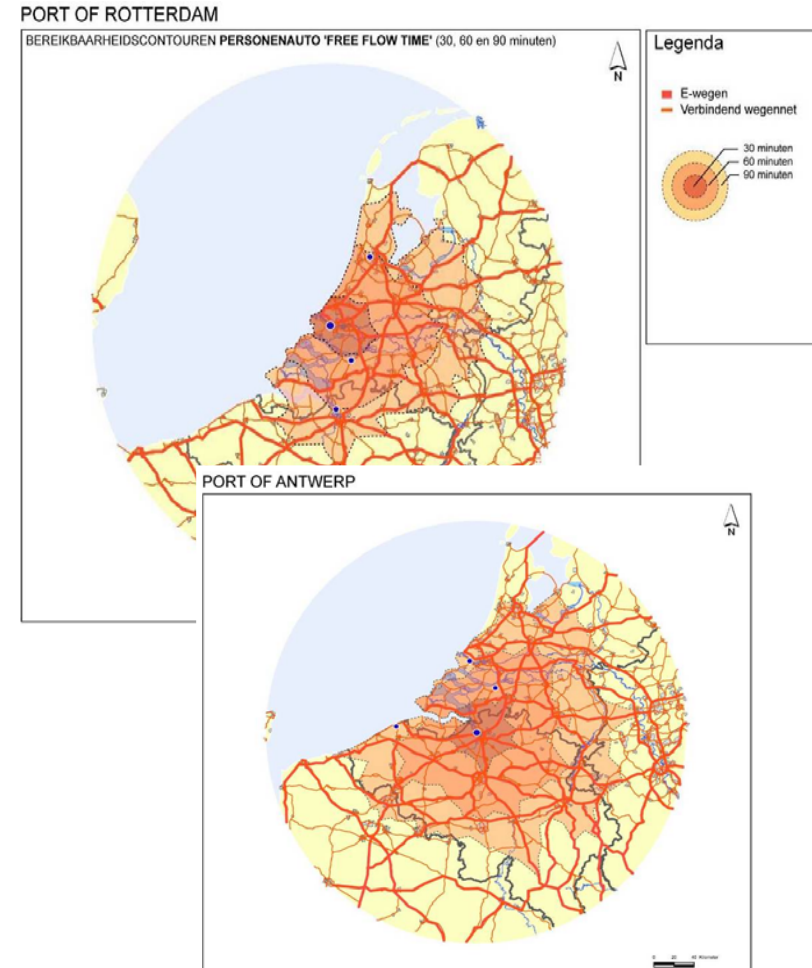 PORT OF ROTTERDAM
BEREIKBAARHEIDSCONTOUREN PERSONENAUTO 'FREE FLOW TIME' (30, 60 en 90 minuten)
N
Legenda
E-wegen
Verbindend wegennet
30 minuten
60 minuten
90 minuten
PORT OF ANTWERP
N